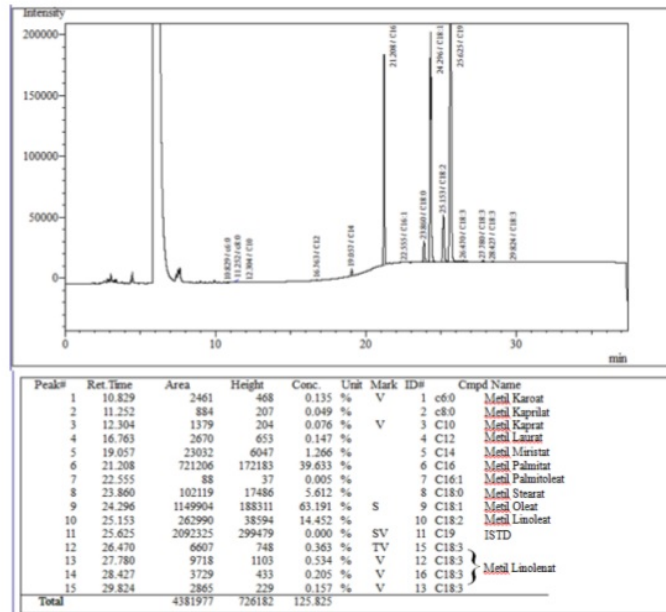 Intensity
200000
150000
100000
50000
0
21.208 / C16
24.296 / C18:1
25.625 / C19
10.829 / c6:0
11.252 / c8:0
12.304 / C10
16.763 / C12
19.057 / C14
22.555 / C16:1
23.860 / C18:0
25.153 / C18:2
26.470 / C18:3
27.780 / C18:3
28.427 / C18:3
29.824 / C18:3
0 10 20 30
min
Peak# Ret.Time Area Height Conc. Unit Mark ID# Cmpd Name
1 10.829 2461 468 0.135 % V 1 c6:0 Metil Karoat
2 11.252 884 207 0.049 % 2 c8:0 Metil Kaprilat
3 12.304 1379 204 0.076 % V 3 C10 Metil Kaprat
4 16.763 2670 653 0.147 % 4 C12 Metil Laurat
5 19.057 23032 6047 1.266 % 5 C14 Metil Miristat
6 21.208 721206 172183 39.633 % 6 C16 Metil Palmitat
7 22.555 88 37 0.005 % 7 C16:1 Metil Palmitoleat
8 23.860 102119 17486 5.612 % 8 C18:0 Metil Stearat
9 24.296 1149904 188311 63.191 % S 9 C18:1 Metil Oleat
10 25.153 262990 38594 14.452 % 10 C18:2 Metil Linoleat
11 25.625 2092325 299479 0.000 % SV 11 C19 ISTD
12 26.470 6607 748 0.363 % TV 15 C18:3
13 27.780 9718 1103 0.534 % V 12 C18:3 Metil Linolenat
14 28.427 3729 433 0.205 % V 16 C18:3
15 29.824 2865 229 0.157 % V 13 C18:3
Total 4381977 726182 125.825